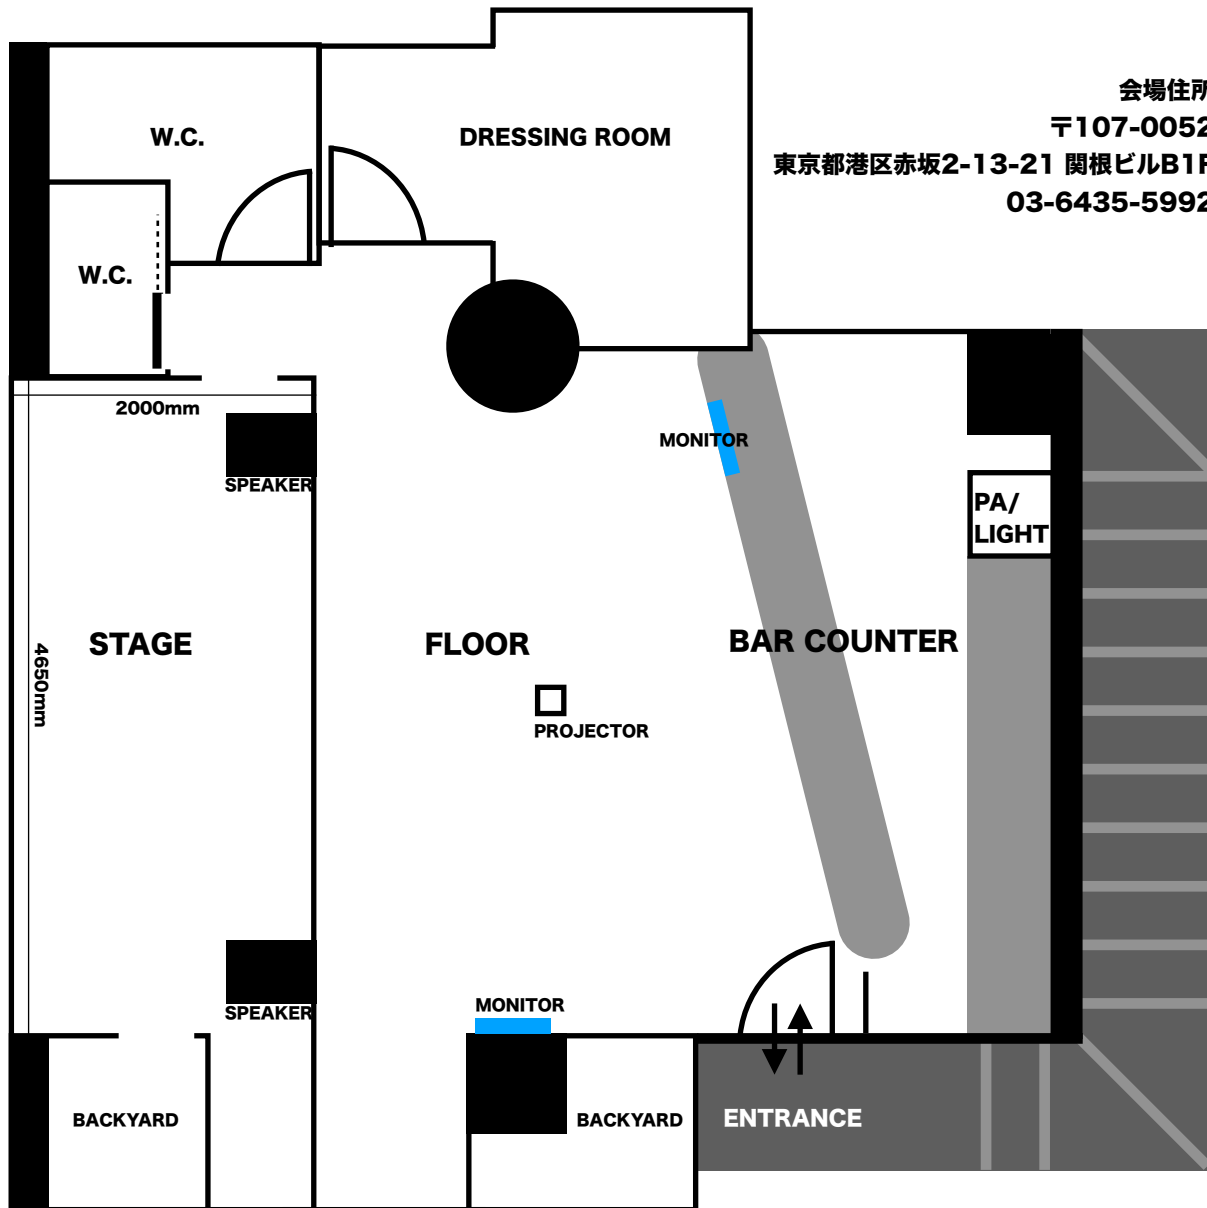 会場住所
〒107-0052
東京都港区赤坂2-13-21 関根ビルB1F
03-6435-5992
W.C.
DRESSING ROOM
W.C.
2000mm
SPEAKER
MONITOR
PA/
LIGHT
STAGE
FLOOR
BAR COUNTER
4650mm
PROJECTOR
SPEAKER
MONITOR
BACKYARD
BACKYARD
ENTRANCE